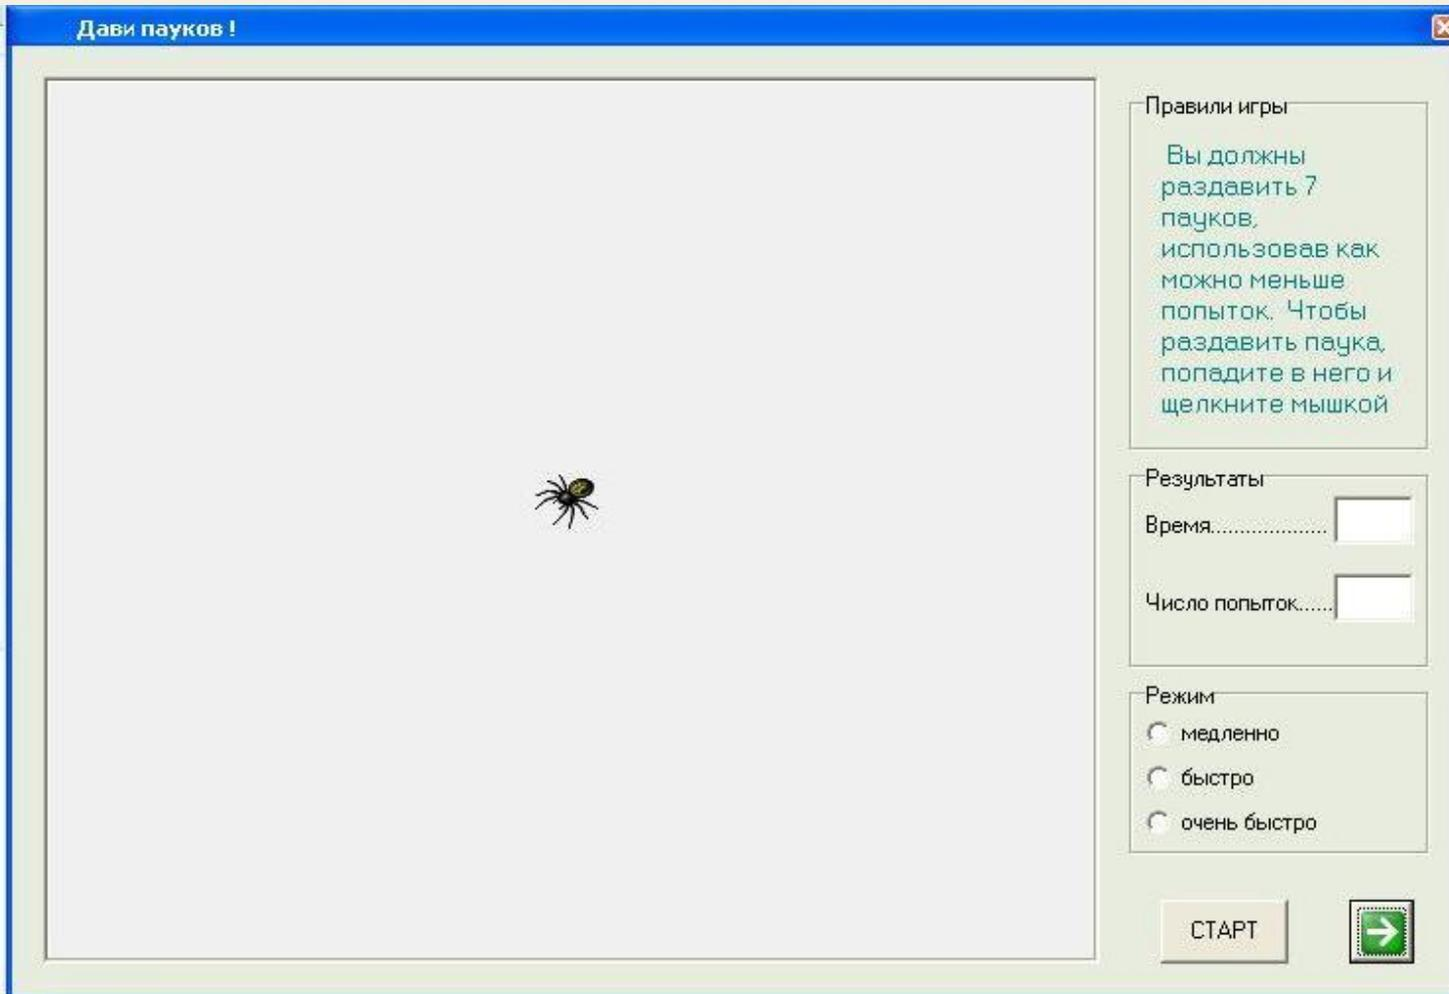 Дави пауков !
Правили игры
Вы должны
раздавить 7
пауков,
использовав как
можно меньше
попыток. Чтобы
раздавить паука,
попадите в него и
щелкните мышкой
Результаты
Время....................
Число попыток......
Режим
медленно
быстро
очень быстро
СТАРТ